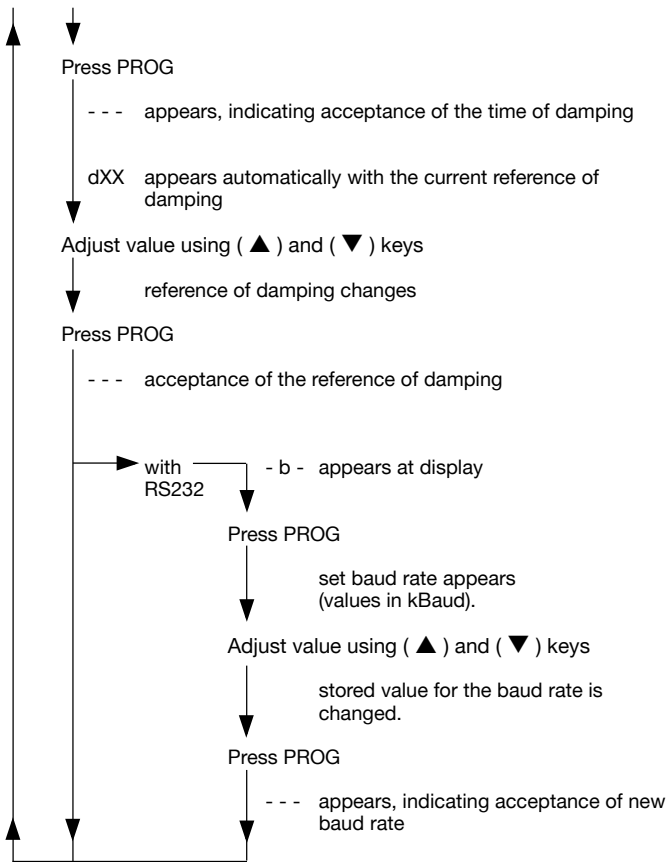 Press PROG
- - - appears, indicating acceptance of the time of damping
dXX appears automatically with the current reference of
damping
Adjust value using ( ▲ ) and ( ▼ ) keys
reference of damping changes
Press PROG
- - - acceptance of the reference of damping
with - b - appears at display
RS232
Press PROG
set baud rate appears
(values in kBaud).
Adjust value using ( ▲ ) and ( ▼ ) keys
stored value for the baud rate is
changed.
Press PROG
- - - appears, indicating acceptance of new
baud rate